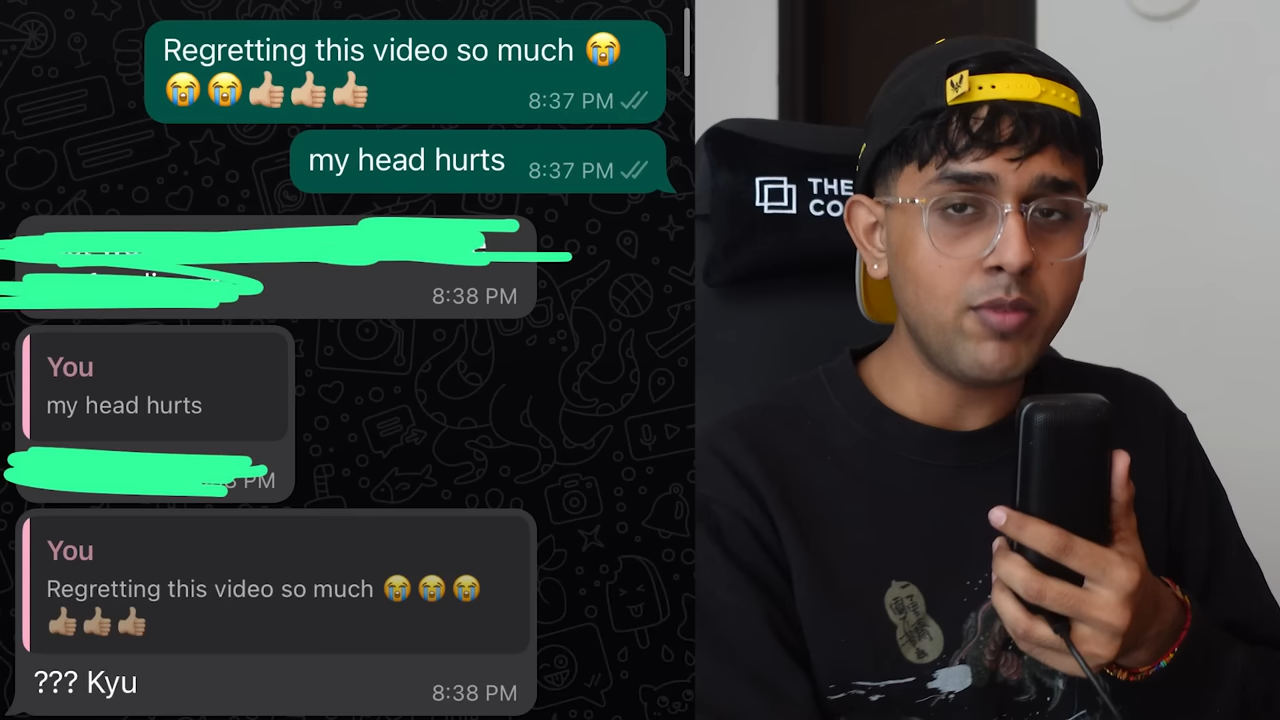 Regretting this video so much 😭
😭😭👍🏼👍🏼👍🏼
8:37 PM
my head hurts
8:37 PM
8:38 PM
You
my head hurts
PM
You
Regretting this video so much 😭😭😭
👍🏼👍🏼👍🏼
??? Kyu
8:38 PM
THE
CO